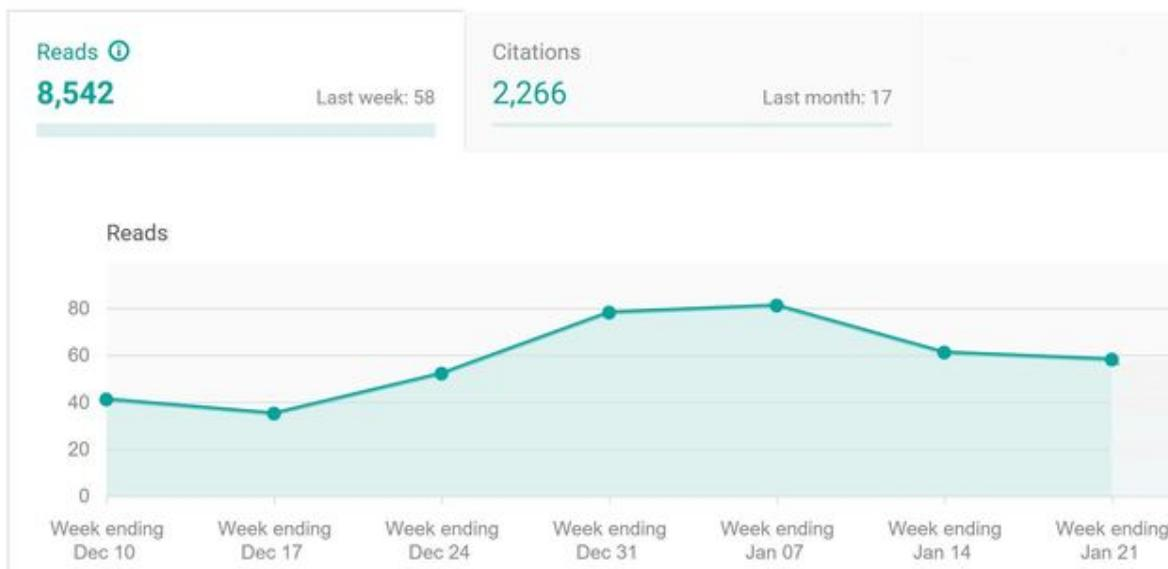 Reads
8,542
Last week: 58
Citations
2,266
Last month: 17
Reads
80
60
40
20
0
Week ending
Dec 10
Week ending
Dec 17
Week ending
Dec 24
Week ending
Dec 31
Week ending
Jan 07
Week ending
Jan 14
Week ending
Jan 21